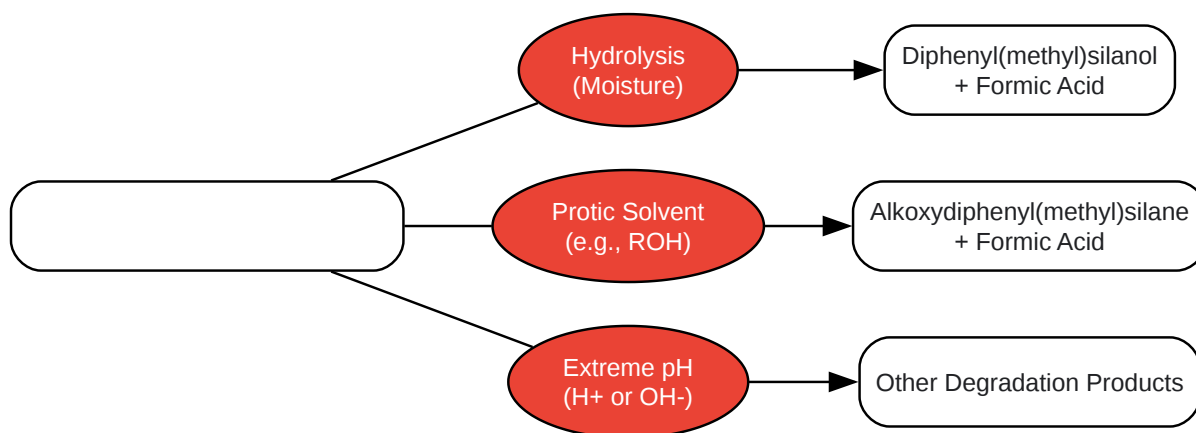 Hydrolysis
(Moisture)
Diphenyl(methyl)silanol
+ Formic Acid
Protic Solvent
(e.g., ROH)
Alkoxydiphenyl(methyl)silane
+ Formic Acid
Extreme pH
(H+ or OH-)
Other Degradation Products